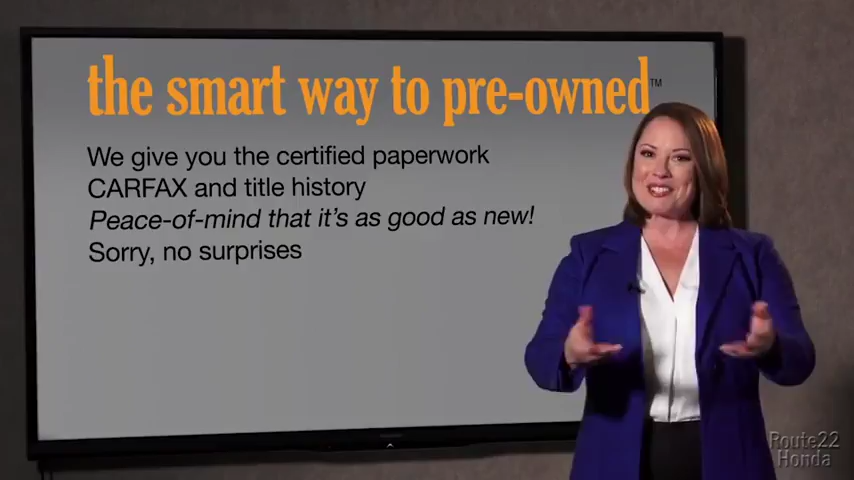 the smart way to pre-owned™
We give you the certified paperwork
CARFAX and title history
Peace-of-mind that it's as good as new!
Sorry, no surprises
Route22
Honda